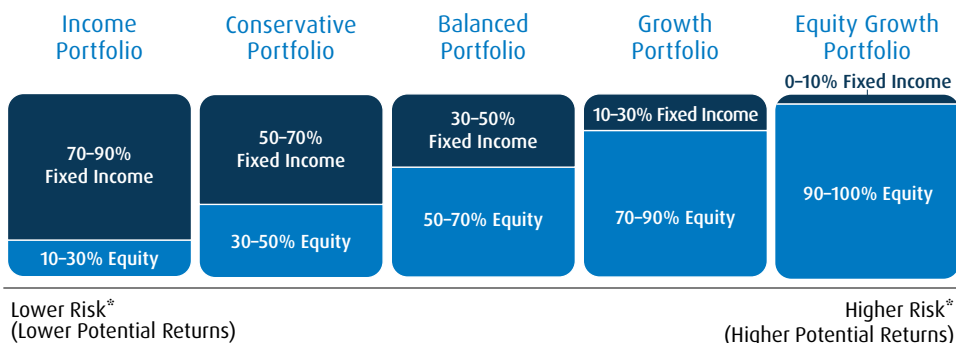 Income
Portfolio
Conservative
Portfolio
Balanced
Portfolio
Growth
Portfolio
Equity Growth
Portfolio
70–90%
Fixed Income
10–30% Equity
50–70%
Fixed Income
30–50% Equity
30–50%
Fixed Income
50–70% Equity
10–30% Fixed Income
70–90% Equity
0–10% Fixed Income
90–100% Equity
Lower Risk*
(Lower Potential Returns)
Higher Risk*
(Higher Potential Returns)